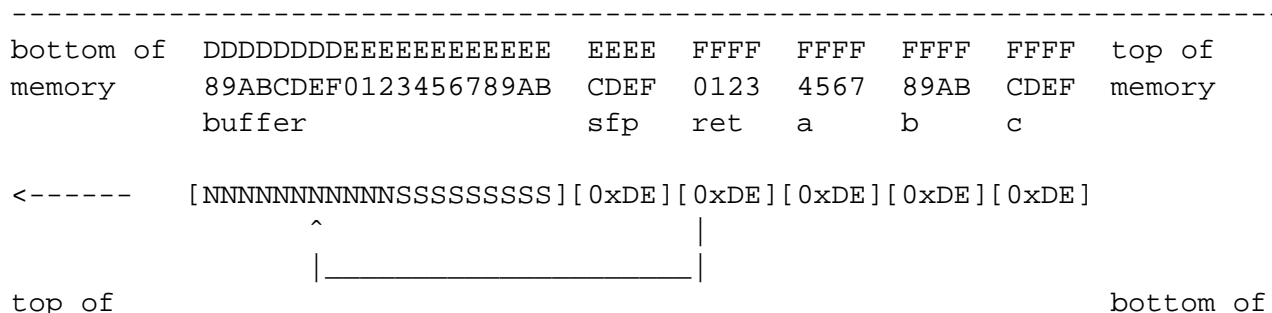 --------------------------------------------------------------------------
bottom of  DDDDDDDDEEEEEEEEEEEE  EEEE  FFFF  FFFF  FFFF  FFFF  top of
memory     89ABCDEF0123456789AB  CDEF  0123  4567  89AB  CDEF  memory
           buffer                sfp   ret   a     b     c
<------   [NNNNNNNNNNNSSSSSSSSS][0xDE][0xDE][0xDE][0xDE][0xDE]
                 ^                     |
                 |_____________________|
top of                                                         bottom of